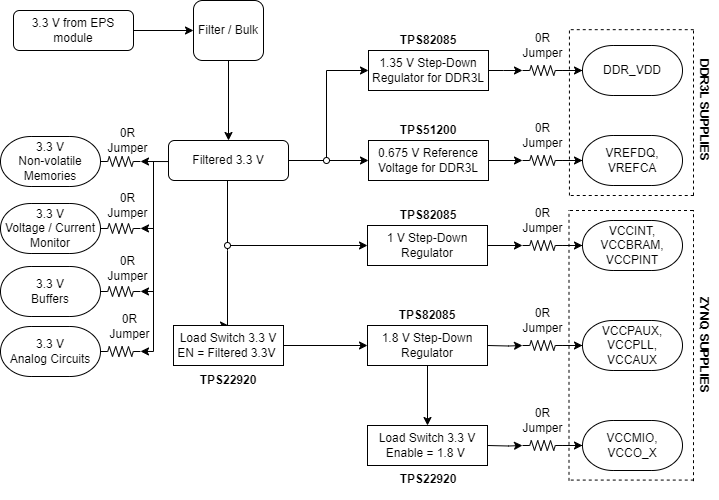 3.3 V from EPS
module
Filter / Bulk
TPS82085
1.35 V Step-Down
Regulator for DDR3L
0R
Jumper
DDR_VDD
DDR3L SUPPLIES
3.3 V
Non-volatile
Memories
0R
Jumper
Filtered 3.3 V
TPS51200
0.675 V Reference
Voltage for DDR3L
0R
Jumper
VREFDQ,
VREFCA
3.3 V
Voltage / Current
Monitor
0R
Jumper
TPS82085
1 V Step-Down
Regulator
0R
Jumper
VCCINT,
VCCBRAM,
VCCPINT
ZYNQ SUPPLIES
3.3 V
Buffers
0R
Jumper
3.3 V
Analog Circuits
0R
Jumper
Load Switch 3.3 V
EN = Filtered 3.3V
TPS22920
TPS82085
1.8 V Step-Down
Regulator
0R
Jumper
VCCPAUX,
VCCPLL,
VCCAUX
Load Switch 3.3 V
Enable = 1.8 V
TPS22920
0R
Jumper
VCCMIO,
VCCO_X